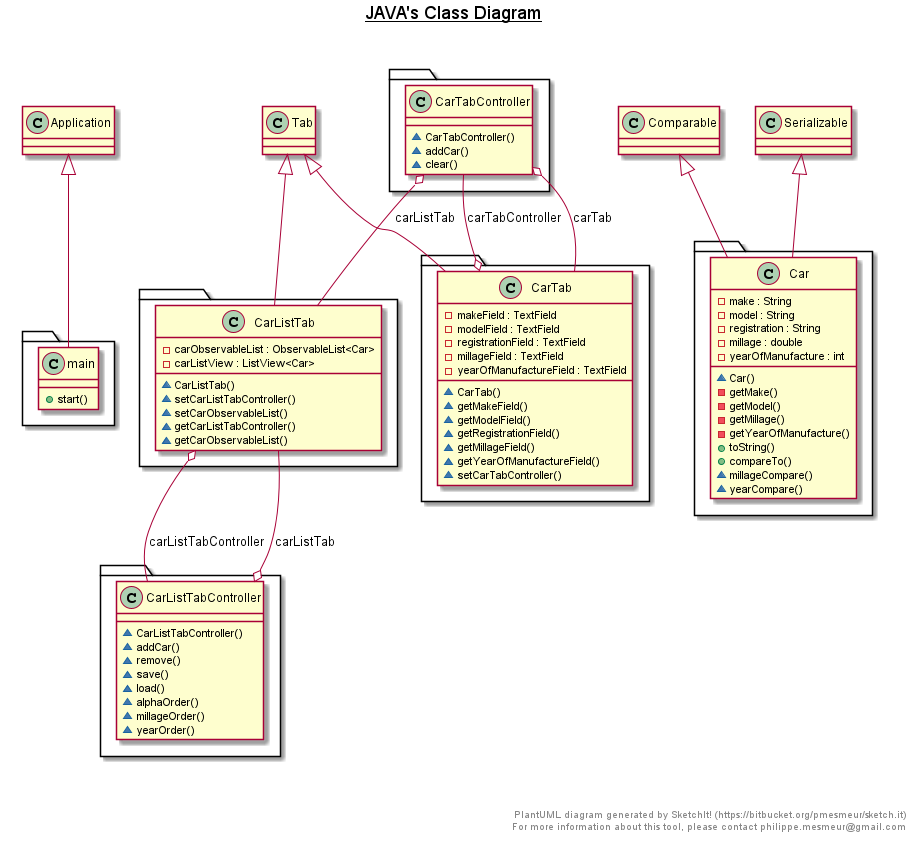 JAVA's Class Diagram
C CarTabController
CarTabController()
addCar()
clear()
C Application
C Tab
C Comparable
C Serializable
carListTab
carTabController
carTab
C CarTab
makeField : TextField
modelField : TextField
registrationField : TextField
millageField : TextField
yearOfManufactureField : TextField
CarTab()
getMakeField()
getModelField()
getRegistrationField()
getMillageField()
getYearOfManufactureField()
setCarTabController()
C Car
make : String
model : String
registration : String
millage : double
yearOfManufacture : int
Car()
getMake()
getModel()
getMillage()
getYearOfManufacture()
toString()
compareTo()
millageCompare()
yearCompare()
C CarListTab
carObservableList : ObservableList<Car>
carListView : ListView<Car>
CarListTab()
setCarListTabController()
setCarObservableList()
getCarListTabController()
getCarObservableList()
C main
start()
carListTabController
carListTab
C CarListTabController
CarListTabController()
addCar()
remove()
save()
load()
alphaOrder()
millageOrder()
yearOrder()
PlantUML diagram generated by SketchIt! (https://bitbucket.org/pmesmeur/sketch.it)
For more information about this tool, please contact philippe.mesmeur@gmail.com